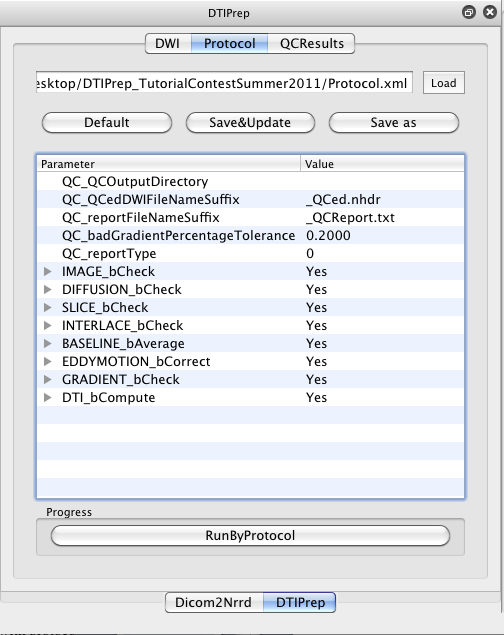 DTIPrep
DWI Protocol QCResults
esktop/DTIPrep_TutorialContestSummer2011/Protocol.xml Load
Default Save&Update Save as
Parameter Value
QC_QCOutputDirectory
QC_QCedDWIFileNameSuffix _QCed.nhdr
QC_reportFileNameSuffix _QCReport.txt
QC_badGradientPercentageTolerance 0.2000
QC_reportType 0
IMAGE_bCheck Yes
DIFFUSION_bCheck Yes
SLICE_bCheck Yes
INTERLACE_bCheck Yes
BASELINE_bAverage Yes
EDDYMOTION_bCorrect Yes
GRADIENT_bCheck Yes
DTI_bCompute Yes
Progress
RunByProtocol
Dicom2Nrrd DTIPrep